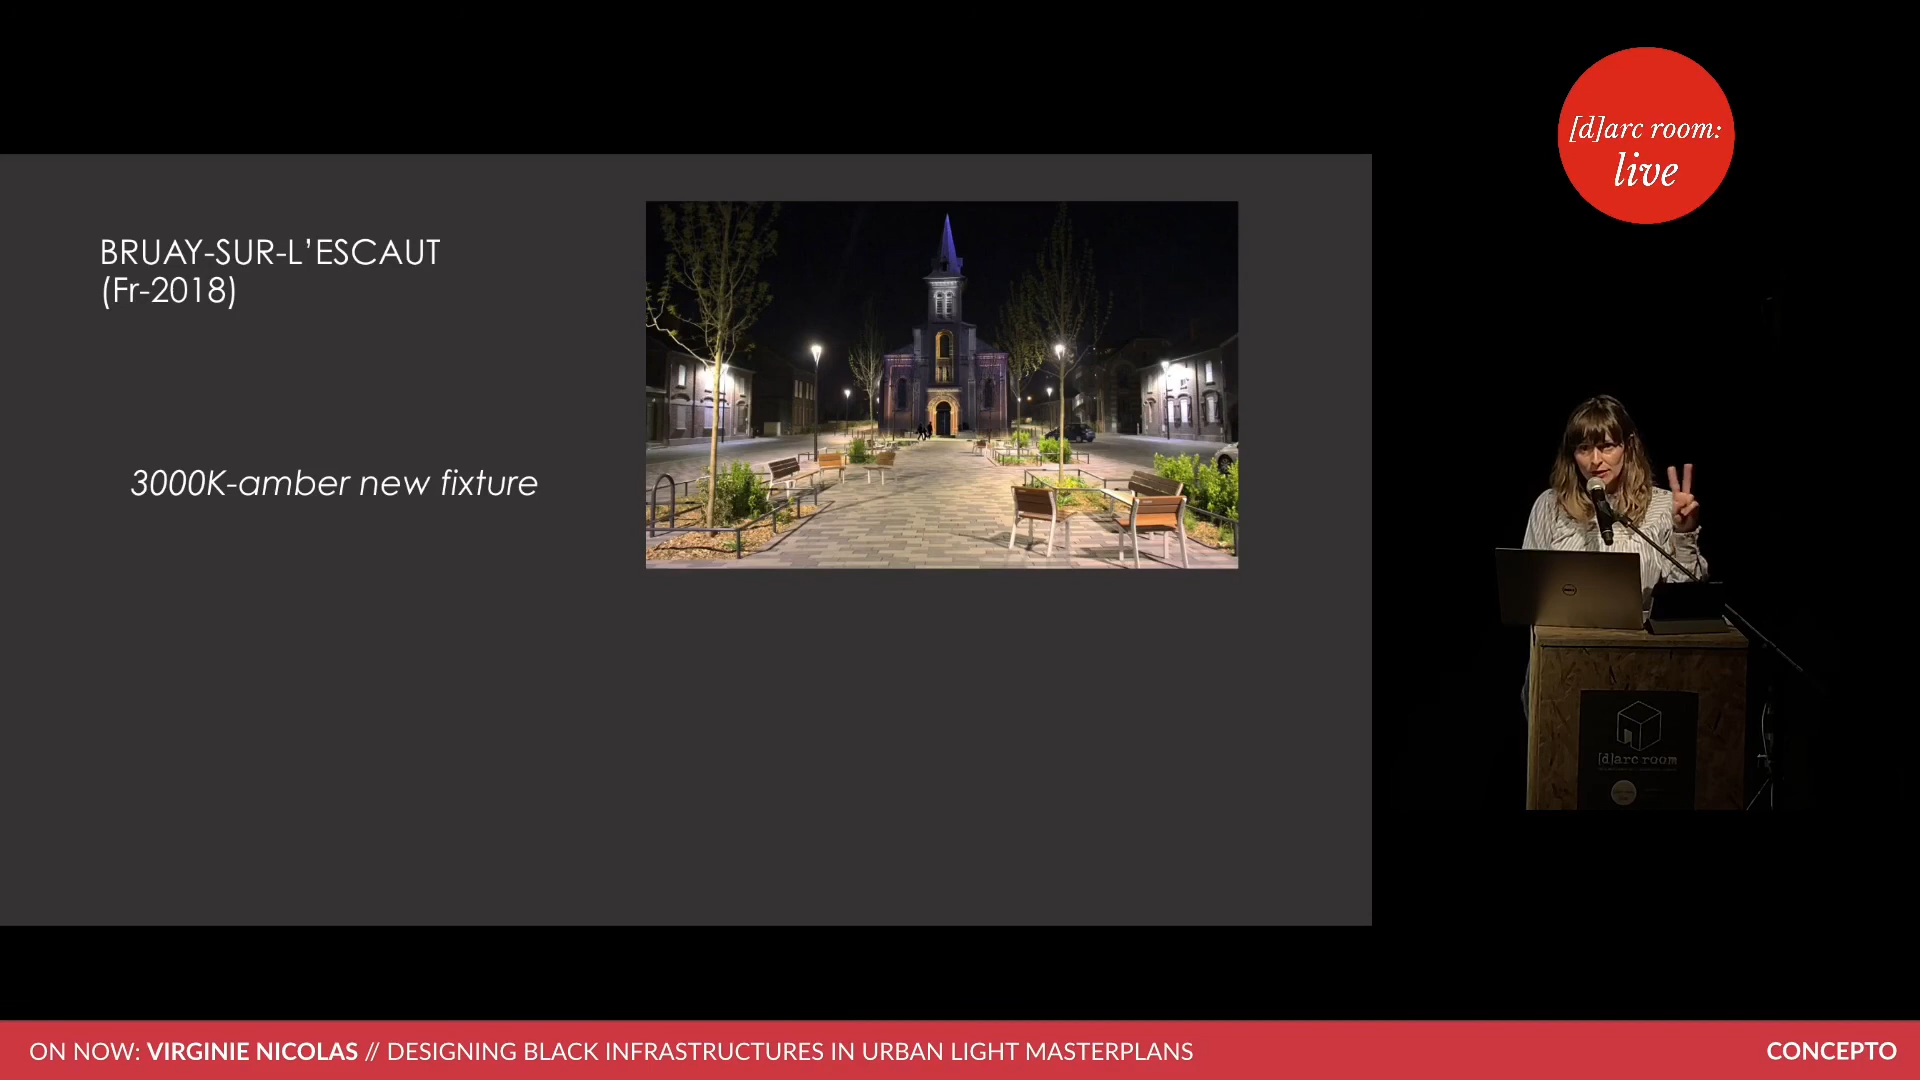 [d]arc room:
live
BRUAY-SUR-L’ESCAUT
(Fr-2018)
3000K-amber new fixture
DELL
[d]arc room
ON NOW: VIRGINIE NICOLAS // DESIGNING BLACK INFRASTRUCTURES IN URBAN LIGHT MASTERPLANS
CONCEPTO